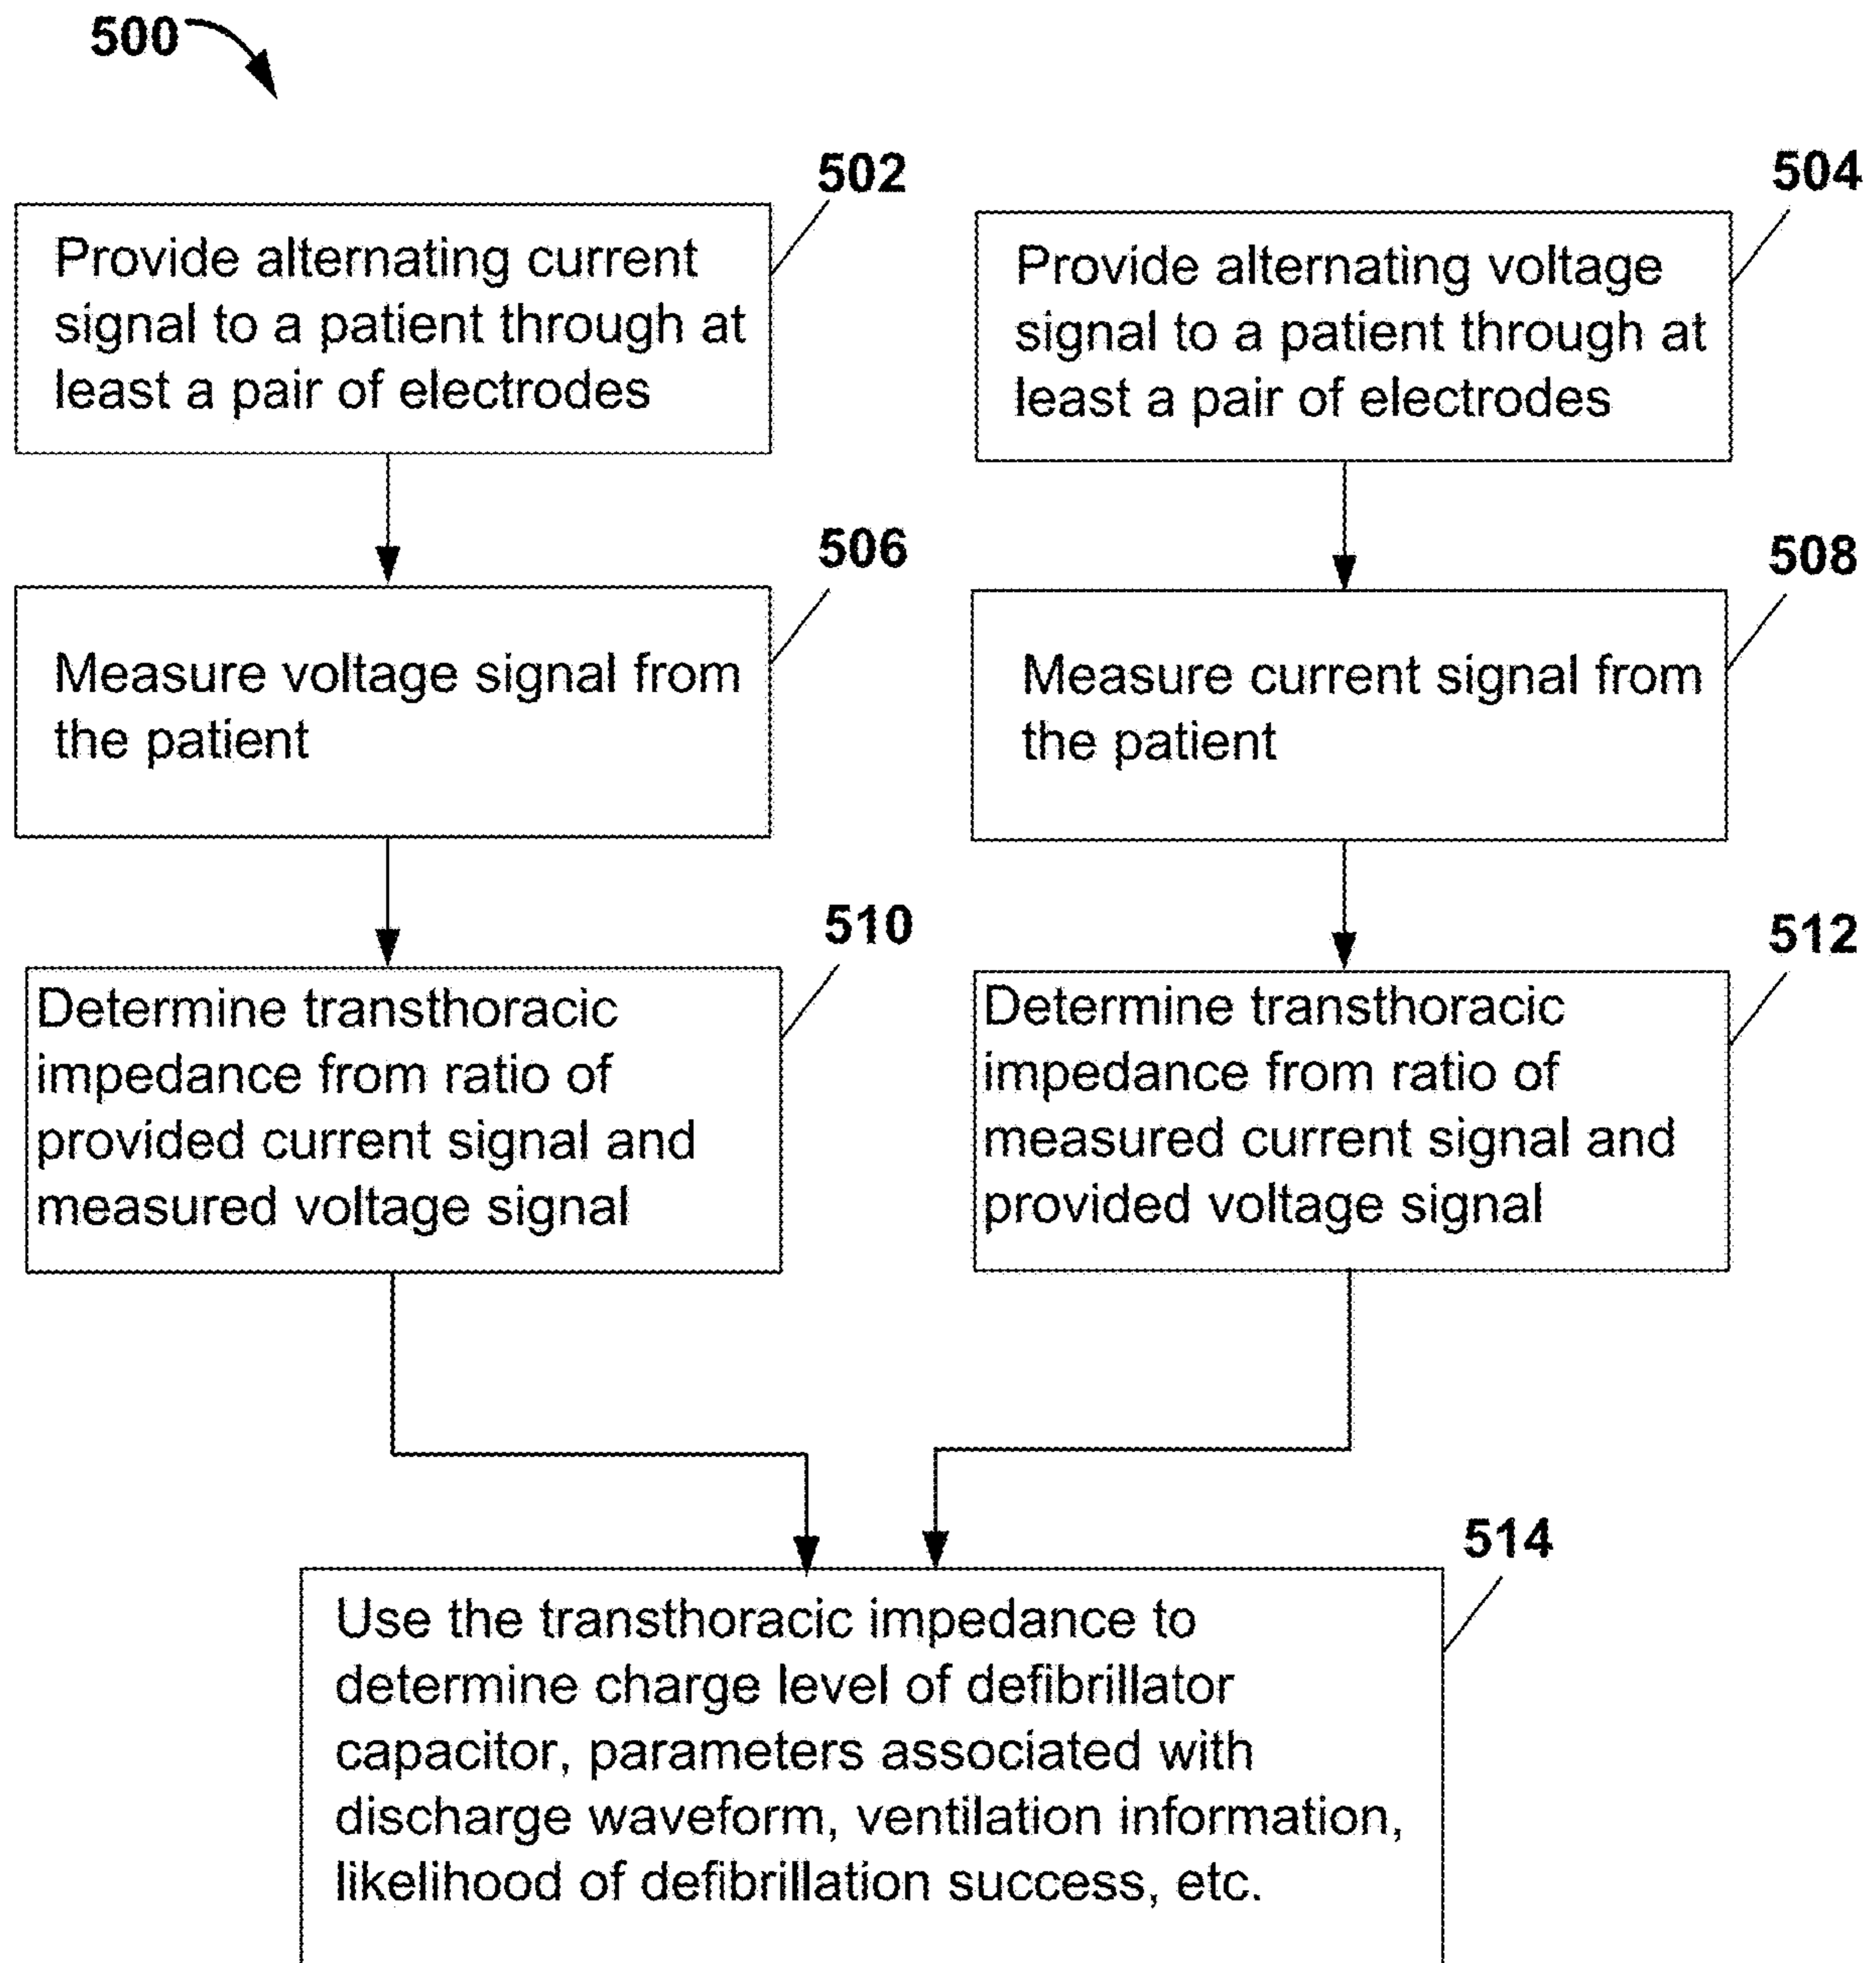 500
502
Provide alternating current
signal to a patient through at
least a pair of electrodes
504
Provide alternating voltage
signal to a patient through at
least a pair of electrodes
506
Measure voltage signal from
the patient
508
Measure current signal from
the patient
510
Determine transthoracic
impedance from ratio of
provided current signal and
measured voltage signal
512
Determine transthoracic
impedance from ratio of
measured current signal and
provided voltage signal
514
Use the transthoracic impedance to
determine charge level of defibrillator
capacitor, parameters associated with
discharge waveform, ventilation information,
likelihood of defibrillation success, etc.